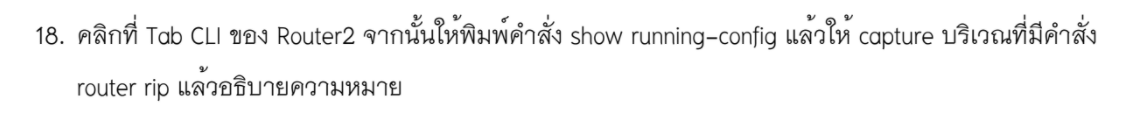 18. คลิกที่ Tab CLI ของ Router2 จากนั้นให้พิมพ์คำสั่ง show running-config แล้วให้ capture บริเวณที่มีคำสั่ง
router rip แล้วอธิบายความหมาย